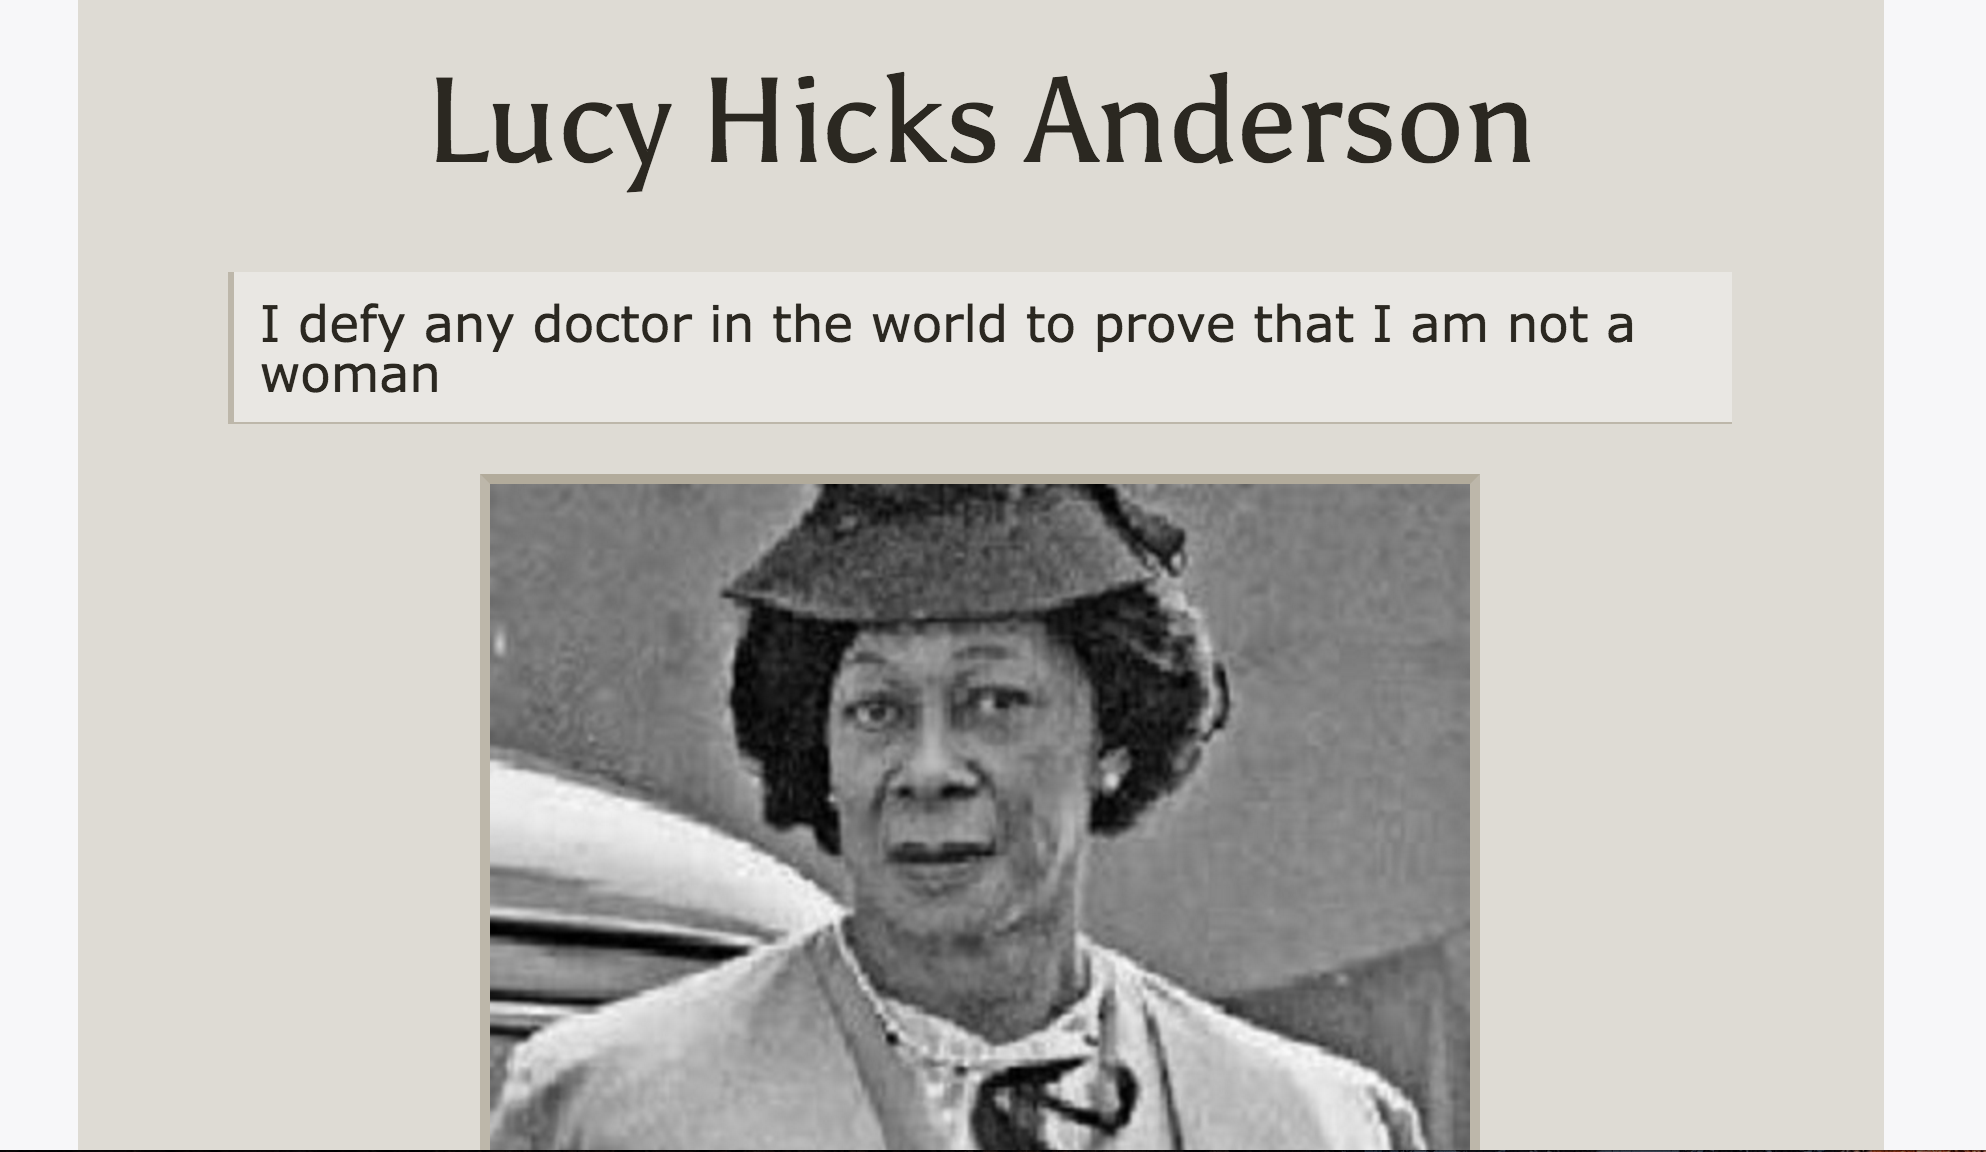 Lucy Hicks Anderson
I defy any doctor in the world to prove that I am not a
woman